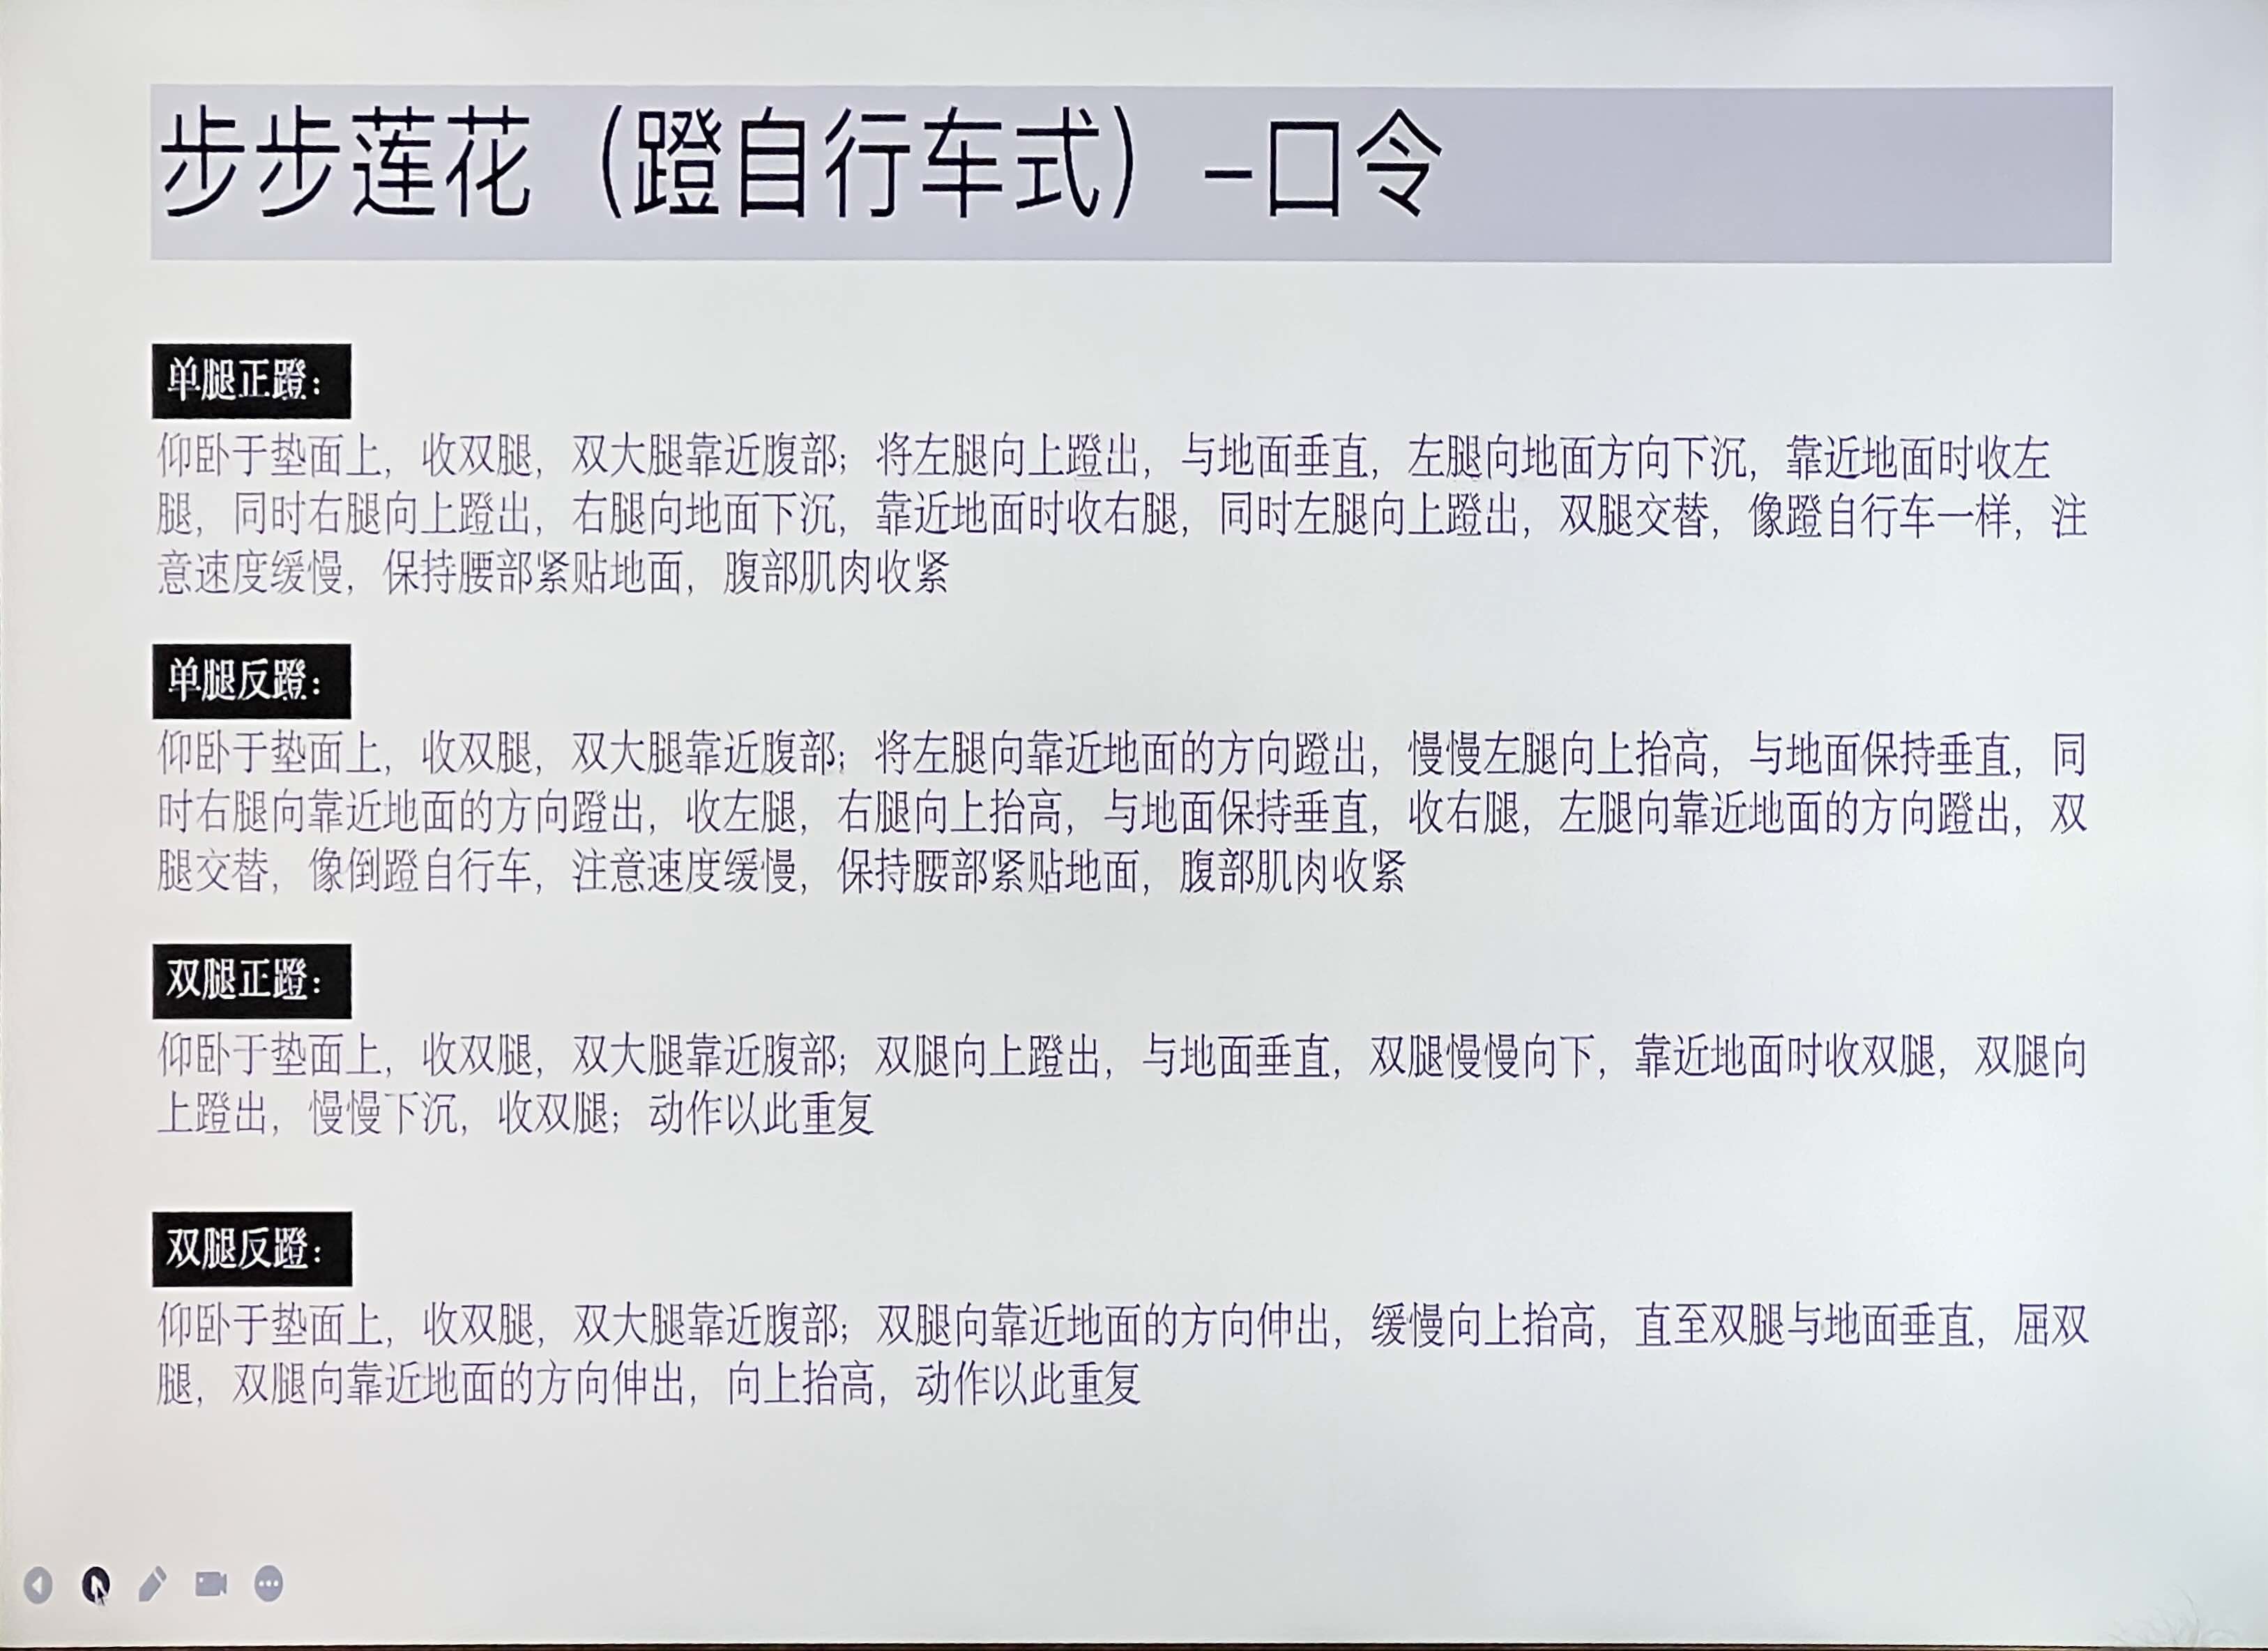 步步莲花（蹬自行车式）–口令
单腿正蹬：
仰卧于垫面上，收双腿，双大腿靠近腹部；将左腿向上蹬出，与地面垂直，左腿向地面方向下沉，靠近地面时收左
腿，同时右腿向上蹬出，右腿向地面下沉，靠近地面时收右腿，同时左腿向上蹬出，双腿交替，像蹬自行车一样，注
意速度缓慢，保持腰部紧贴地面，腹部肌肉收紧
单腿反蹬：
仰卧于垫面上，收双腿，双大腿靠近腹部；将左腿向靠近地面的方向蹬出，慢慢左腿向上抬高，与地面保持垂直，同
时右腿向靠近地面的方向蹬出，收左腿，右腿向上抬高，与地面保持垂直，收右腿，左腿向靠近地面的方向蹬出，双
腿交替，像倒蹬自行车，注意速度缓慢，保持腰部紧贴地面，腹部肌肉收紧
双腿正蹬：
仰卧于垫面上，收双腿，双大腿靠近腹部；双腿向上蹬出，与地面垂直，双腿慢慢向下，靠近地面时收双腿，双腿向
上蹬出，慢慢下沉，收双腿；动作以此重复
双腿反蹬：
仰卧于垫面上，收双腿，双大腿靠近腹部；双腿向靠近地面的方向伸出，缓慢向上抬高，直至双腿与地面垂直，屈双
腿，双腿向靠近地面的方向伸出，向上抬高，动作以此重复